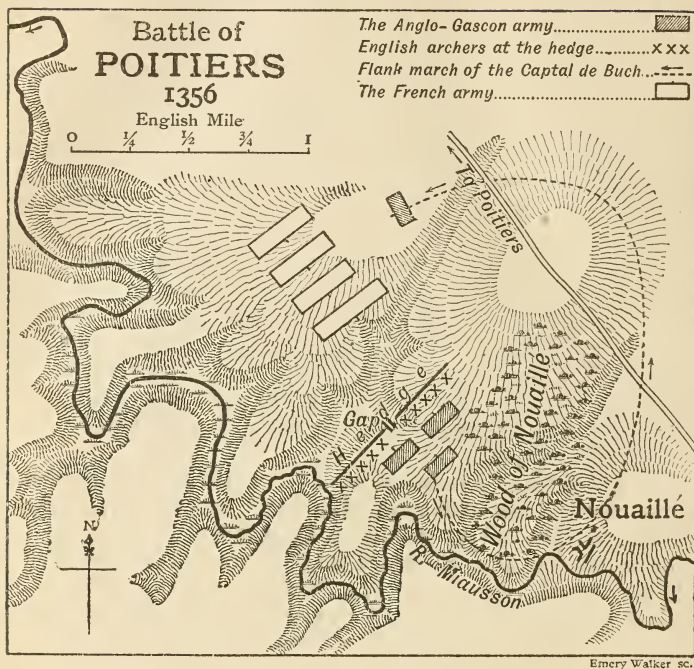 Battle of
POITIERS
1356
English Mile
0 ¼ ½ ¾ 1
The Anglo-Gascon army
English archers at the hedge xxx
Flank march of the Captal de Buch
The French army
To Poitiers
Hedge
Gap
xxxxx
xxxxx
Wood of Nouaillé
Nouaillé
R. Miausson
N
Emery Walker sc.